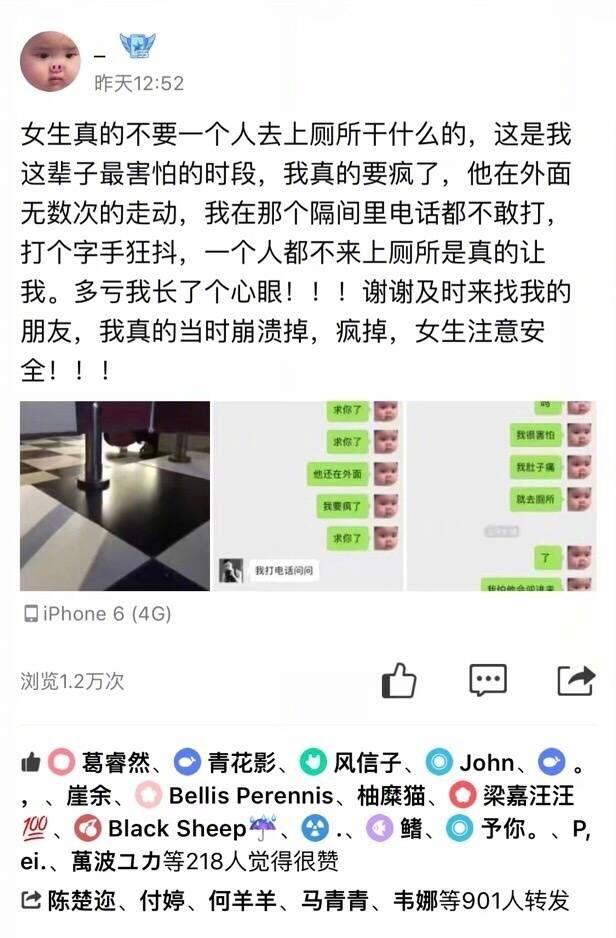 _
昨天12:52
女生真的不要一个人去上厕所干什么的，这是我
这辈子最害怕的时段，我真的要疯了，他在外面
无数次的走动，我在那个隔间里电话都不敢打，
打个字手狂抖，一个人都不来上厕所是真的让
我。多亏我长了个心眼！！！谢谢及时来找我的
朋友，我真的当时崩溃掉，疯掉，女生注意安
全！！！
求你了
求你了
他还在外面
我要疯了
求你了
我打电话问问
吗
我很害怕
我肚子痛
就去厕所
了
我怕他会闯进来
iPhone 6 (4G)
浏览1.2万次
葛睿然、青花影、风信子、John、。
，、崖余、Bellis Perennis、柚糜猫、梁嘉汪汪
💯、Black Sheep☔、.、鳍、予你。、P,
ei.、萬波ユカ等218人觉得很赞
陈楚迩、付婷、何羊羊、马青青、韦娜等901人转发